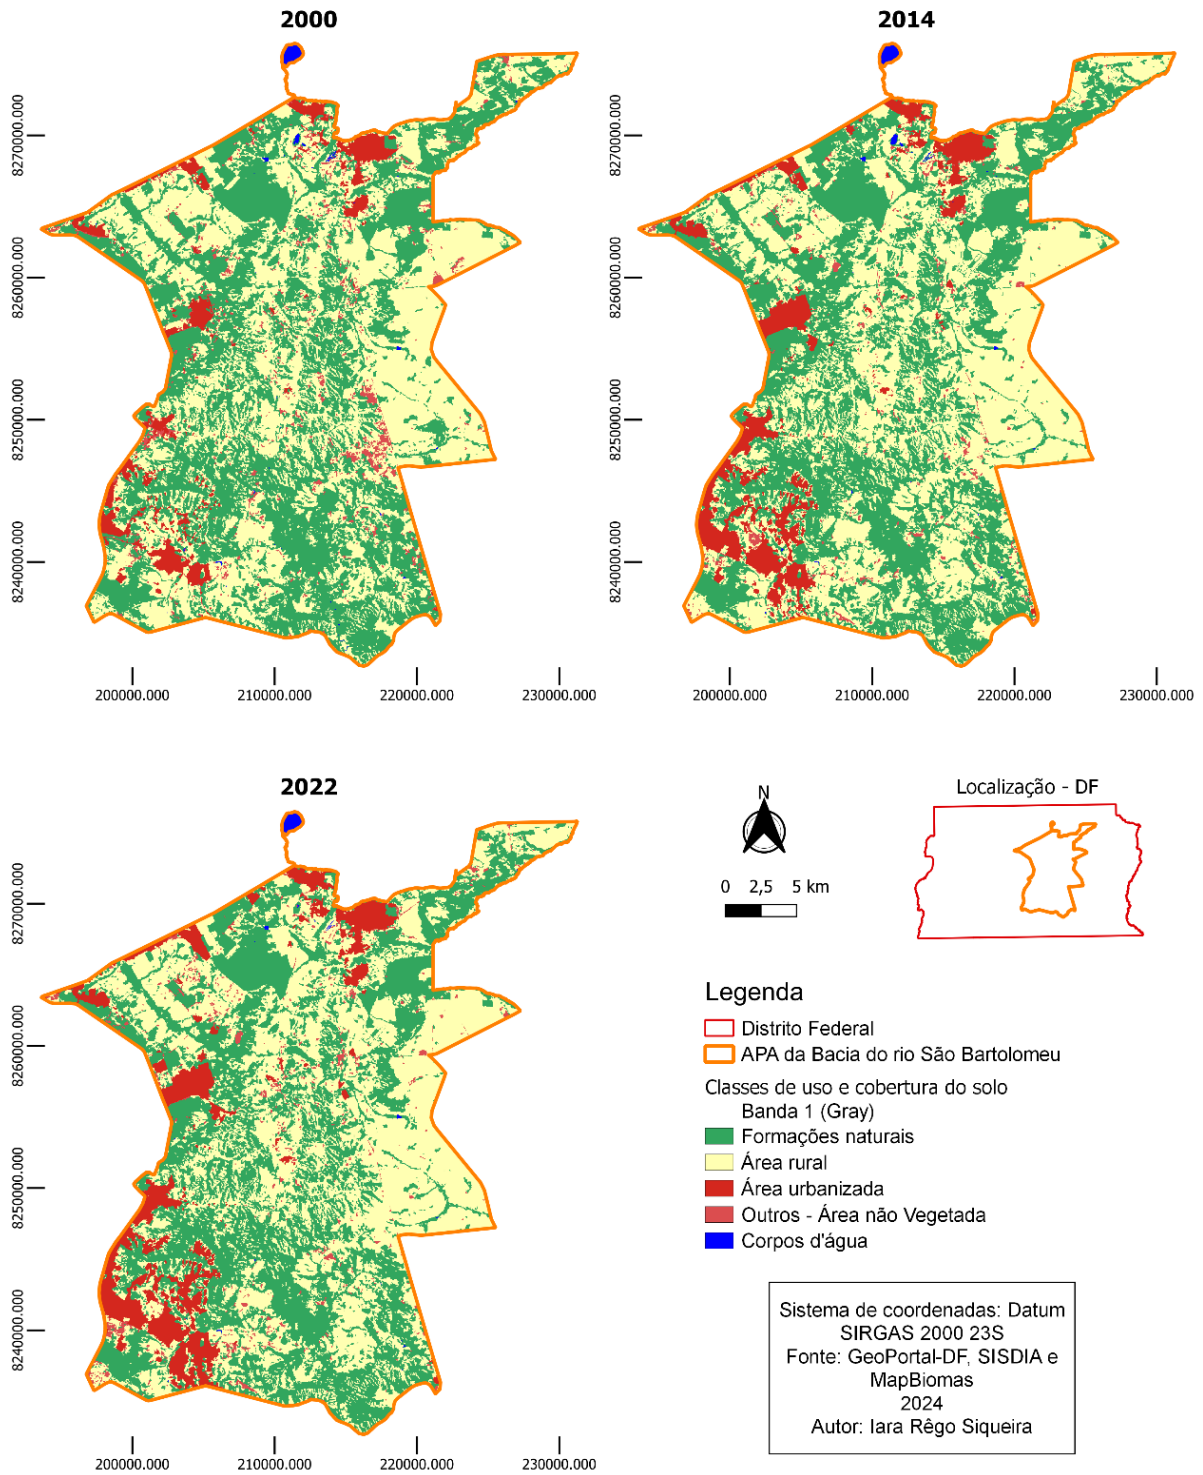 2000
2014
8270000.000
8260000.000
8250000.000
8240000.000
200000.000
210000.000
220000.000
230000.000
8270000.000
8260000.000
8250000.000
8240000.000
200000.000
210000.000
220000.000
230000.000
2022
8270000.000
8260000.000
8250000.000
8240000.000
200000.000
210000.000
220000.000
230000.000
N
0 2,5 5 km
Localização - DF
Legenda
Distrito Federal
APA da Bacia do rio São Bartolomeu
Classes de uso e cobertura do solo
Banda 1 (Gray)
Formações naturais
Área rural
Área urbanizada
Outros - Área não Vegetada
Corpos d'água
Sistema de coordenadas: Datum
SIRGAS 2000 23S
Fonte: GeoPortal-DF, SISDIA e
MapBiomas
2024
Autor: Iara Rêgo Siqueira